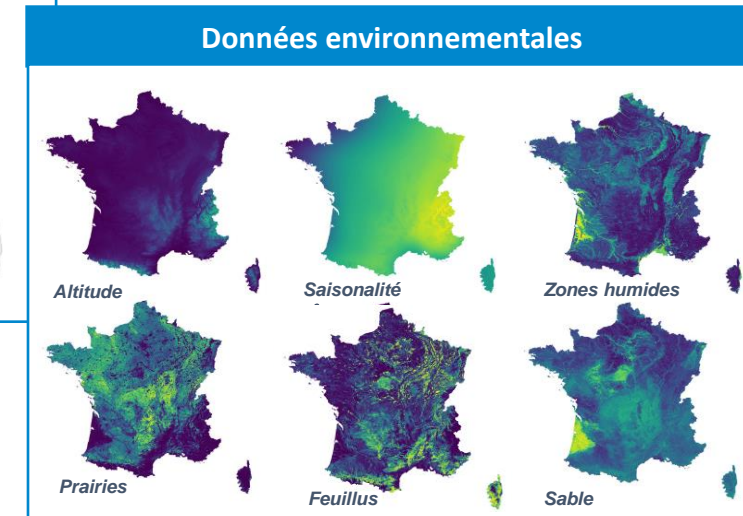 Données environnementales
Altitude
Saisonalité
Zones humides
Prairies
Feuillus
Sable